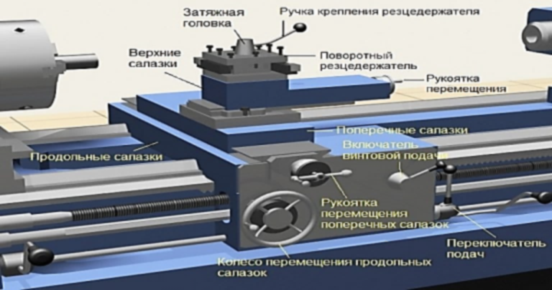 Затяжная
головка
Ручка крепления резцедержателя
Верхние
салазки
Поворотный
резцедержатель
Рукоятка
перемещения
Поперечные салазки
Включатель
винтовой подачи
Продольные салазки
Рукоятка
перемещения
поперечных салазок
Переключатель
подач
Колесо перемещения продольных
салазок